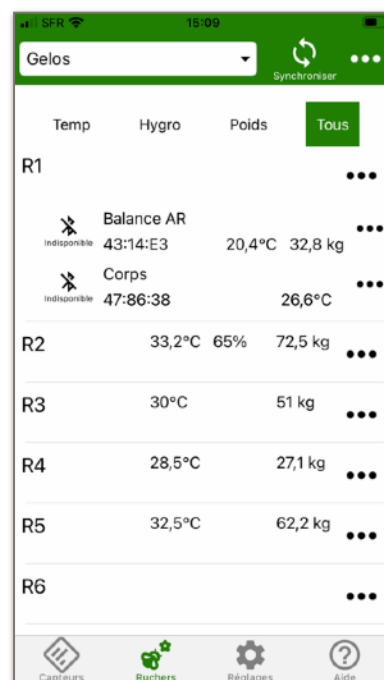 SFR 15:09
Gelos
Synchroniser
Temp Hygro Poids Tous
R1
Balance AR
Indisponible 43:14:E3 20,4°C 32,8 kg
Corps
Indisponible 47:86:38 26,6°C
R2 33,2°C 65% 72,5 kg
R3 30°C 51 kg
R4 28,5°C 27,1 kg
R5 32,5°C 62,2 kg
R6
Capteurs Ruchers Réglages Aide